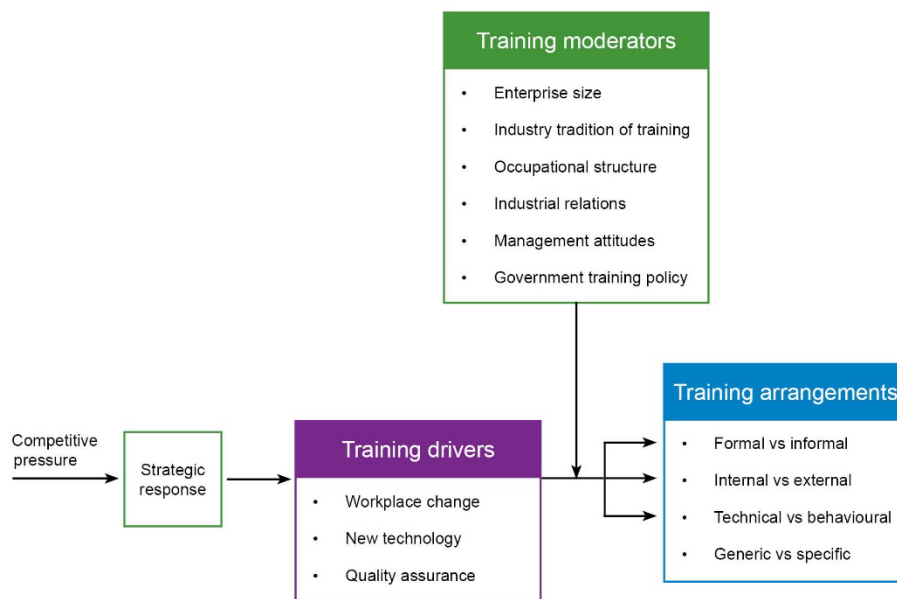 Training moderators
• Enterprise size
• Industry tradition of training
• Occupational structure
• Industrial relations
• Management attitudes
• Government training policy
Competitive
pressure
Strategic
response
Training drivers
• Workplace change
• New technology
• Quality assurance
Training arrangements
• Formal vs informal
• Internal vs external
• Technical vs behavioural
• Generic vs specific